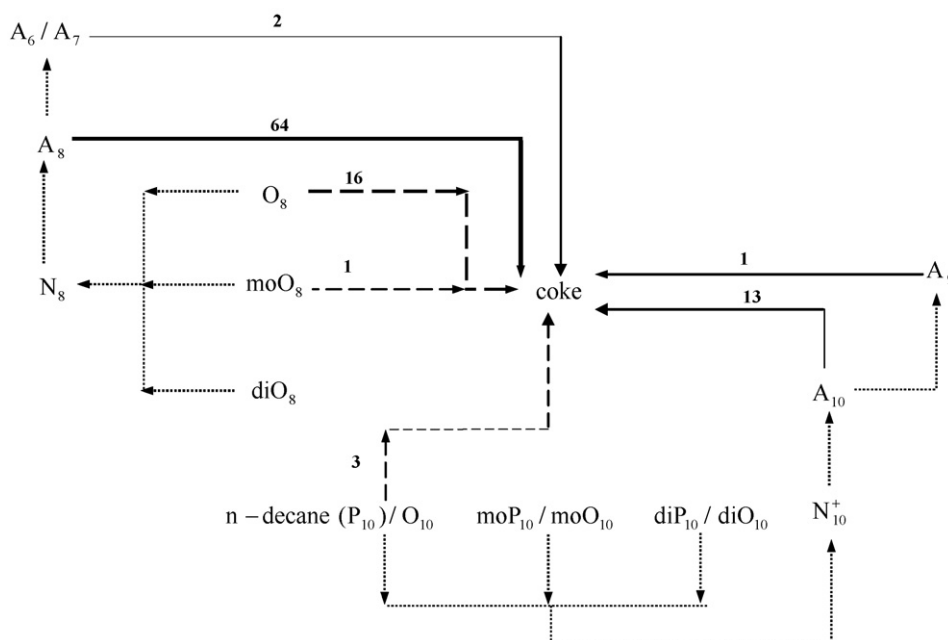 2
A₆ / A₇
64
A₈
16
O₈
1
1
A
N₈
moO₈
coke
13
diO₈
A₁₀
3
n – decane (P₁₀) / O₁₀
moP₁₀ / moO₁₀
diP₁₀ / diO₁₀
N₁₀⁺